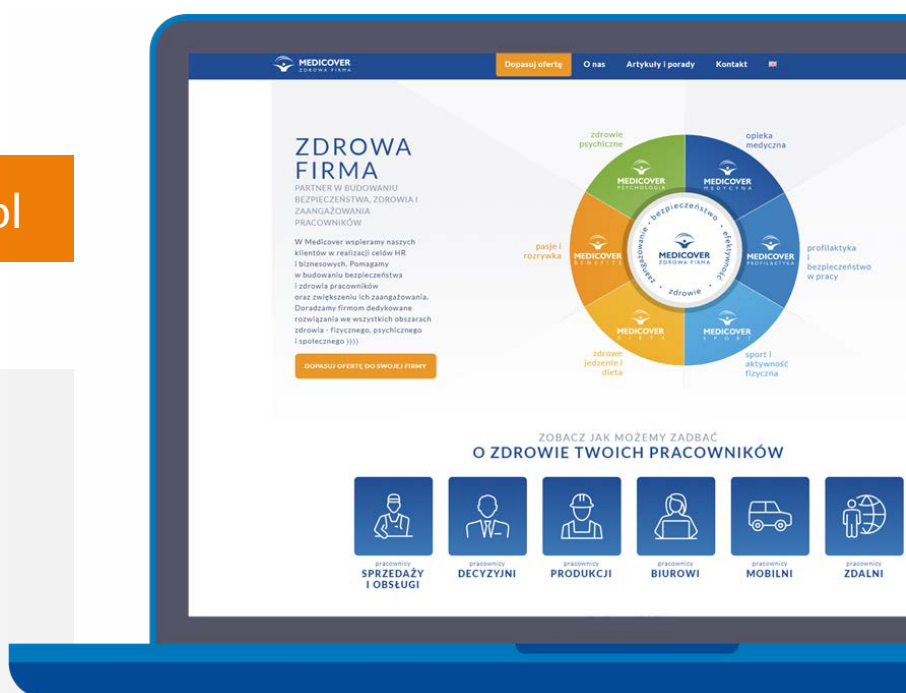 pl
MEDICOVER
ZDROWA FIRMA
Dopasuj ofertę
O nas
Artykuły i porady
Kontakt
ZDROWA
FIRMA
PARTNER W BUDOWANIU
BEZPIECZEŃSTWA, ZDROWIA I
ZAANGAŻOWANIA
PRACOWNIKÓW
W Medicover wspieramy naszych
klientów w realizacji celów HR
i biznesowych. Pomagamy
w budowaniu bezpieczeństwa
i zdrowia pracowników
oraz zwiększeniu ich zaangażowania.
Doradzamy firmom dedykowane
rozwiązania we wszystkich obszarach
zdrowia - fizycznego, psychicznego
i społecznego ))))
DOPASUJ OFERTĘ DO SWOJEJ FIRMY
zdrowie
psychiczne
opieka
medyczna
MEDICOVER
PSYCHOLOGIA
MEDICOVER
MEDYCYNA
pasje i
rozrywka
MEDICOVER
BENEFITS
zaangażowanie • bezpieczeństwo • efektywność • zdrowie •
MEDICOVER
ZDROWA FIRMA
MEDICOVER
PROFILAKTYKA
profilaktyka
i
bezpieczeństwo
w pracy
MEDICOVER
DIETA
MEDICOVER
SPORT
zdrowe
jedzenie i
dieta
sport i
aktywność
fizyczna
ZOBACZ JAK MOŻEMY ZADBAĆ
O ZDROWIE TWOICH PRACOWNIKÓW
pracownicy
SPRZEDAŻY
I OBSŁUGI
pracownicy
DECYZYJNI
pracownicy
PRODUKCJI
pracownicy
BIUROWI
pracownicy
MOBILNI
pracownicy
ZDALNI